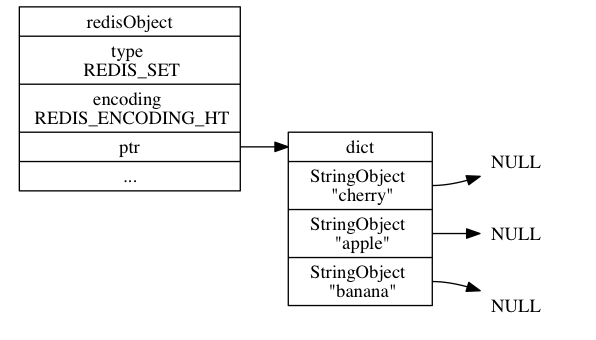 redisObject
type
REDIS_SET
encoding
REDIS_ENCODING_HT
ptr
...
dict
StringObject
"cherry"
StringObject
"apple"
StringObject
"banana"
NULL
NULL
NULL